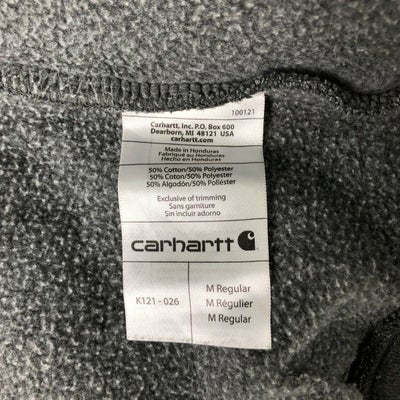 100121
Carhartt, Inc. P.O. Box 600
Dearborn, MI 48121 USA
carhartt.com
Made in Honduras
Fabriqué au Honduras
Hecho en Honduras
50% Cotton/50% Polyester
50% Coton/50% Polyester
50% Algodón/50% Poliéster
Exclusive of trimming
Sans garniture
Sin incluir adorno
carhartt
K121 - 026
M Regular
M Régulier
M Regular